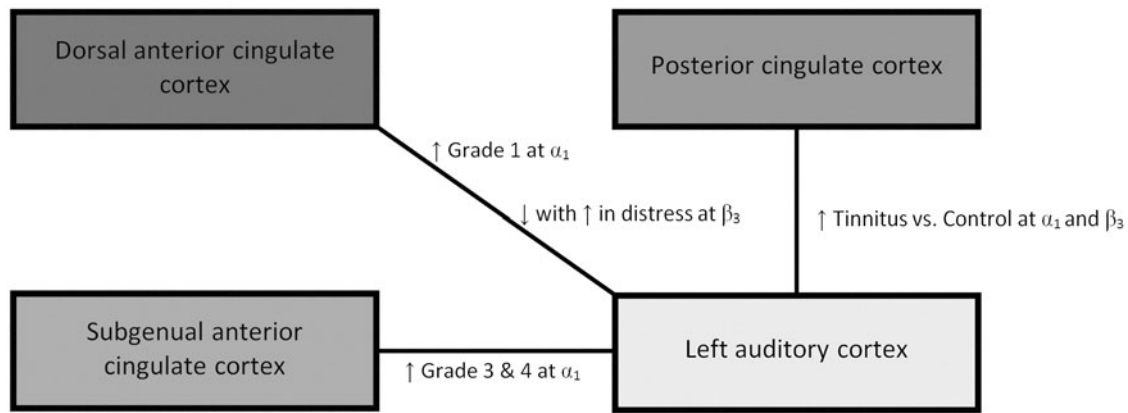 Dorsal anterior cingulate
cortex
Posterior cingulate cortex
↑ Grade 1 at α₁
↓ with ↑ in distress at β₃
↑ Tinnitus vs. Control at α₁ and β₃
Subgenual anterior
cingulate cortex
↑ Grade 3 & 4 at α₁
Left auditory cortex